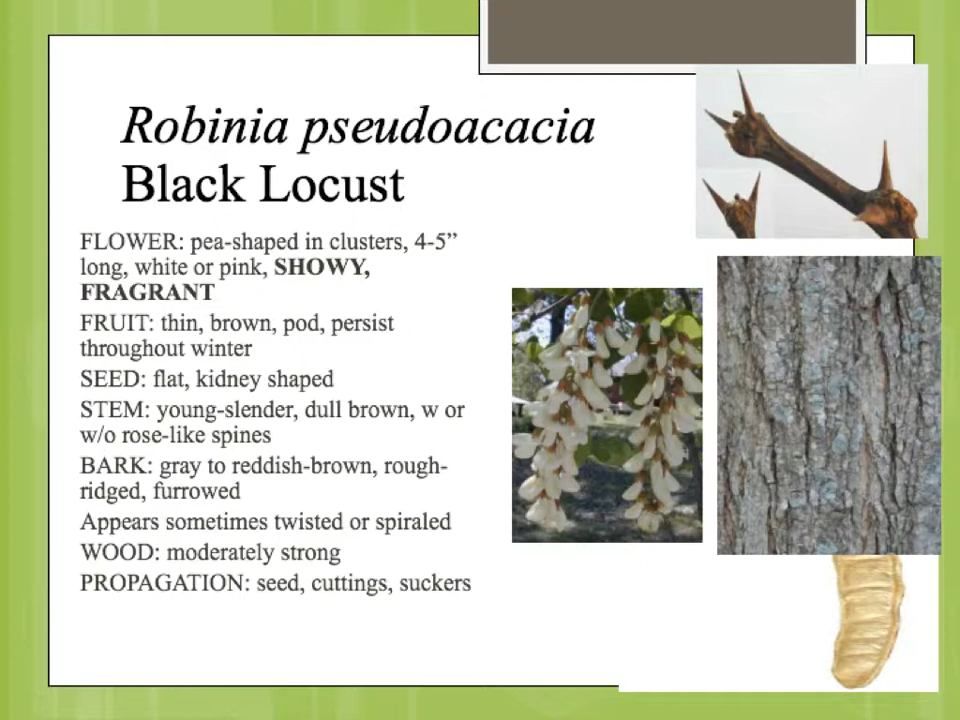 Robinia pseudoacacia
Black Locust
FLOWER: pea-shaped in clusters, 4-5”
long, white or pink, SHOWY,
FRAGRANT
FRUIT: thin, brown, pod, persist
throughout winter
SEED: flat, kidney shaped
STEM: young-slender, dull brown, w or
w/o rose-like spines
BARK: gray to reddish-brown, rough-
ridged, furrowed
Appears sometimes twisted or spiraled
WOOD: moderately strong
PROPAGATION: seed, cuttings, suckers